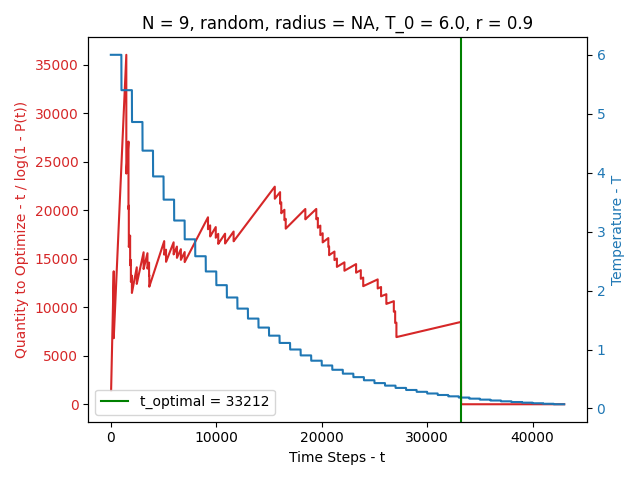 N = 9, random, radius = NA, T_0 = 6.0, r = 0.9
Quantity to Optimize - t / log(1 - P(t))
35000
30000
25000
20000
15000
10000
5000
0
6
5
4
3
2
1
0
Temperature - T
t_optimal = 33212
0 10000 20000 30000 40000
Time Steps - t